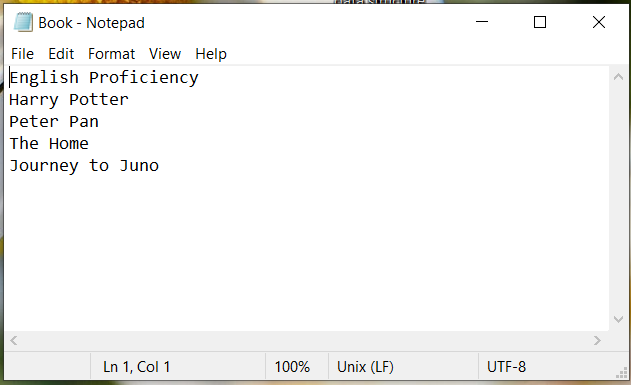 Book - Notepad
File Edit Format View Help
English Proficiency
Harry Potter
Peter Pan
The Home
Journey to Juno
Ln 1, Col 1 100% Unix (LF) UTF-8